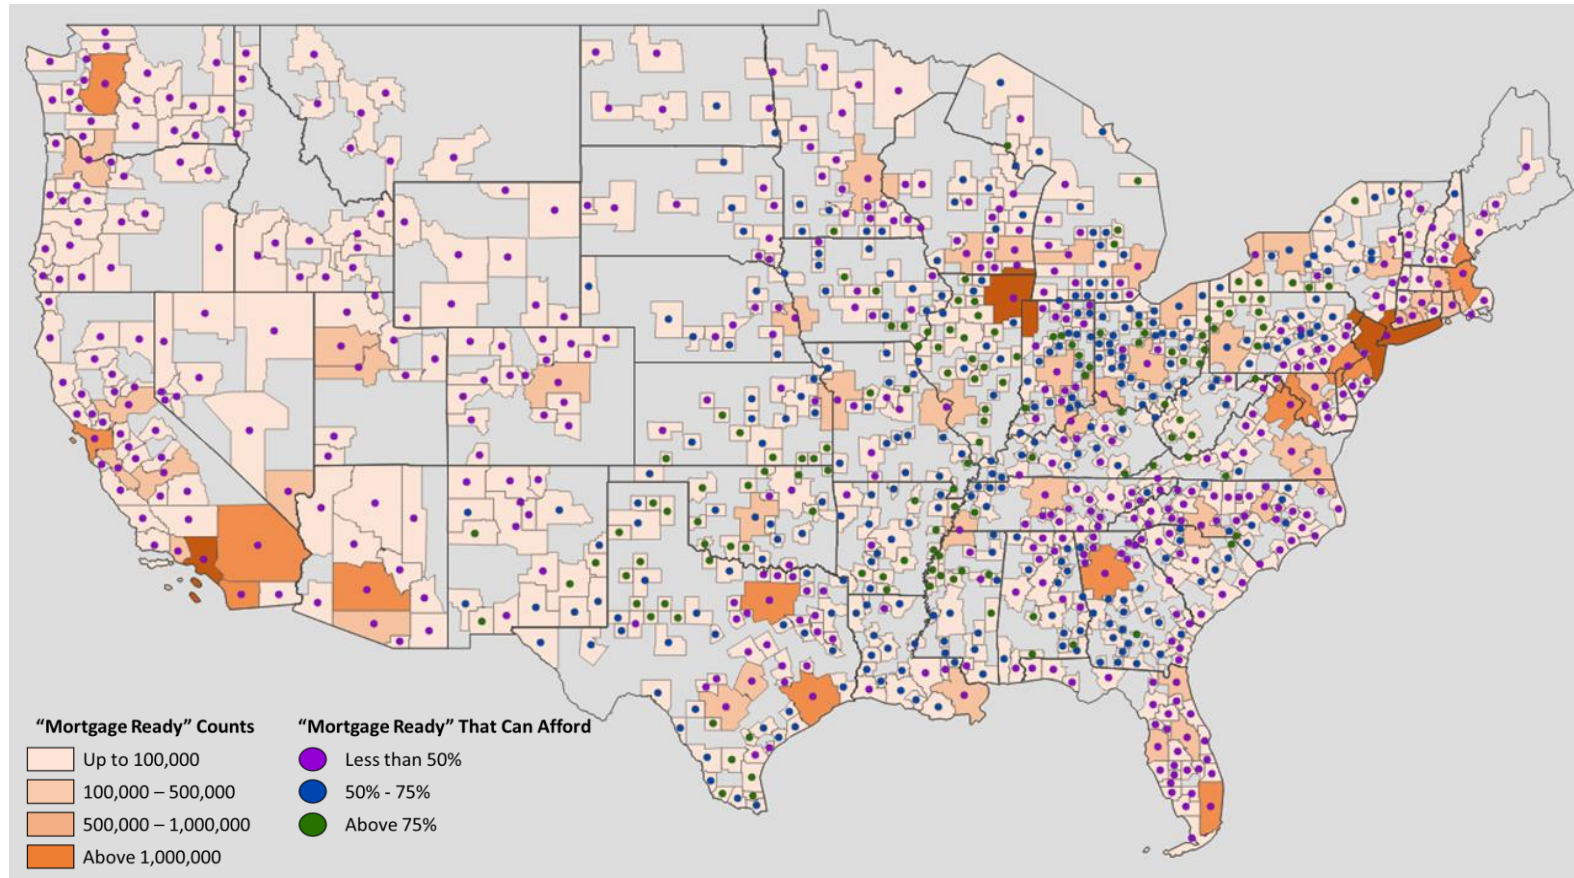 “Mortgage Ready” Counts
Up to 100,000
100,000 – 500,000
500,000 – 1,000,000
Above 1,000,000
“Mortgage Ready” That Can Afford
Less than 50%
50% - 75%
Above 75%